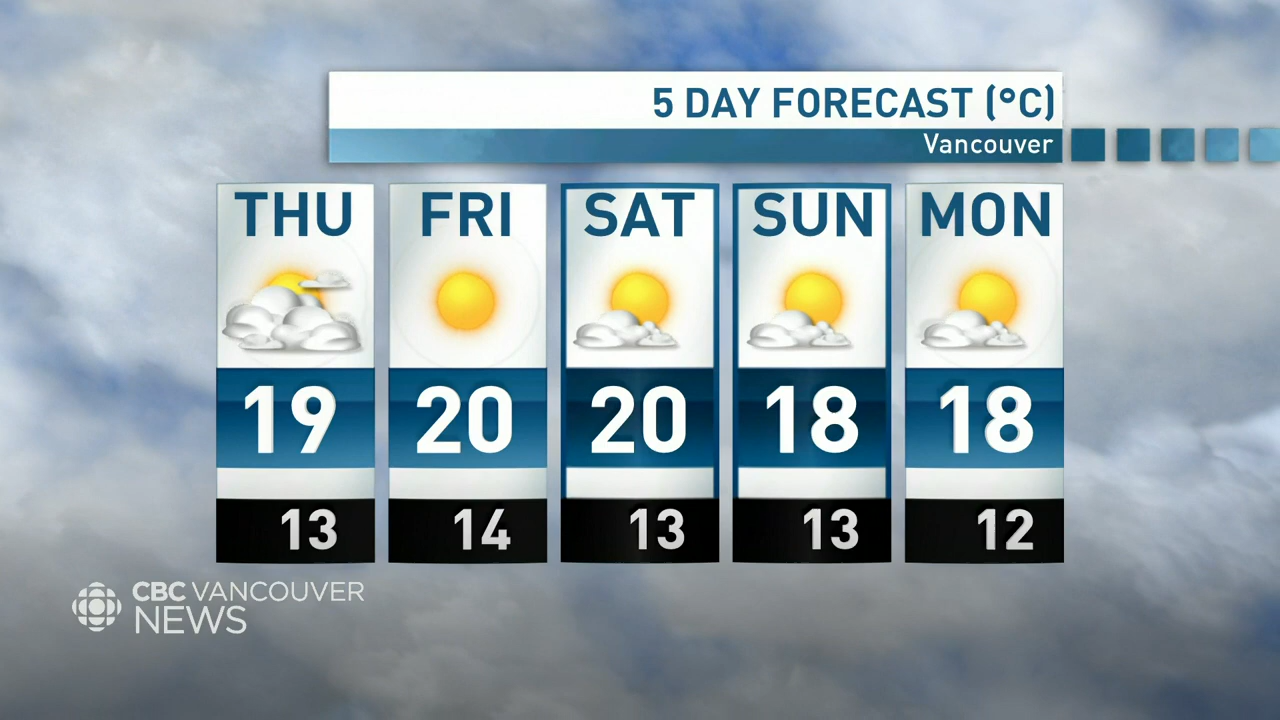 5 DAY FORECAST (°C)
Vancouver
THU FRI SAT SUN MON
19 20 20 18 18
13 14 13 13 12
CBC VANCOUVER
NEWS